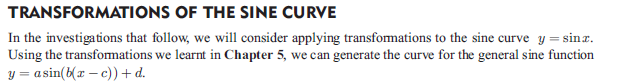 TRANSFORMATIONS OF THE SINE CURVE
In the investigations that follow, we will consider applying transformations to the sine curve y = sin x.
Using the transformations we learnt in Chapter 5, we can generate the curve for the general sine function
y = a sin(b(x − c)) + d.